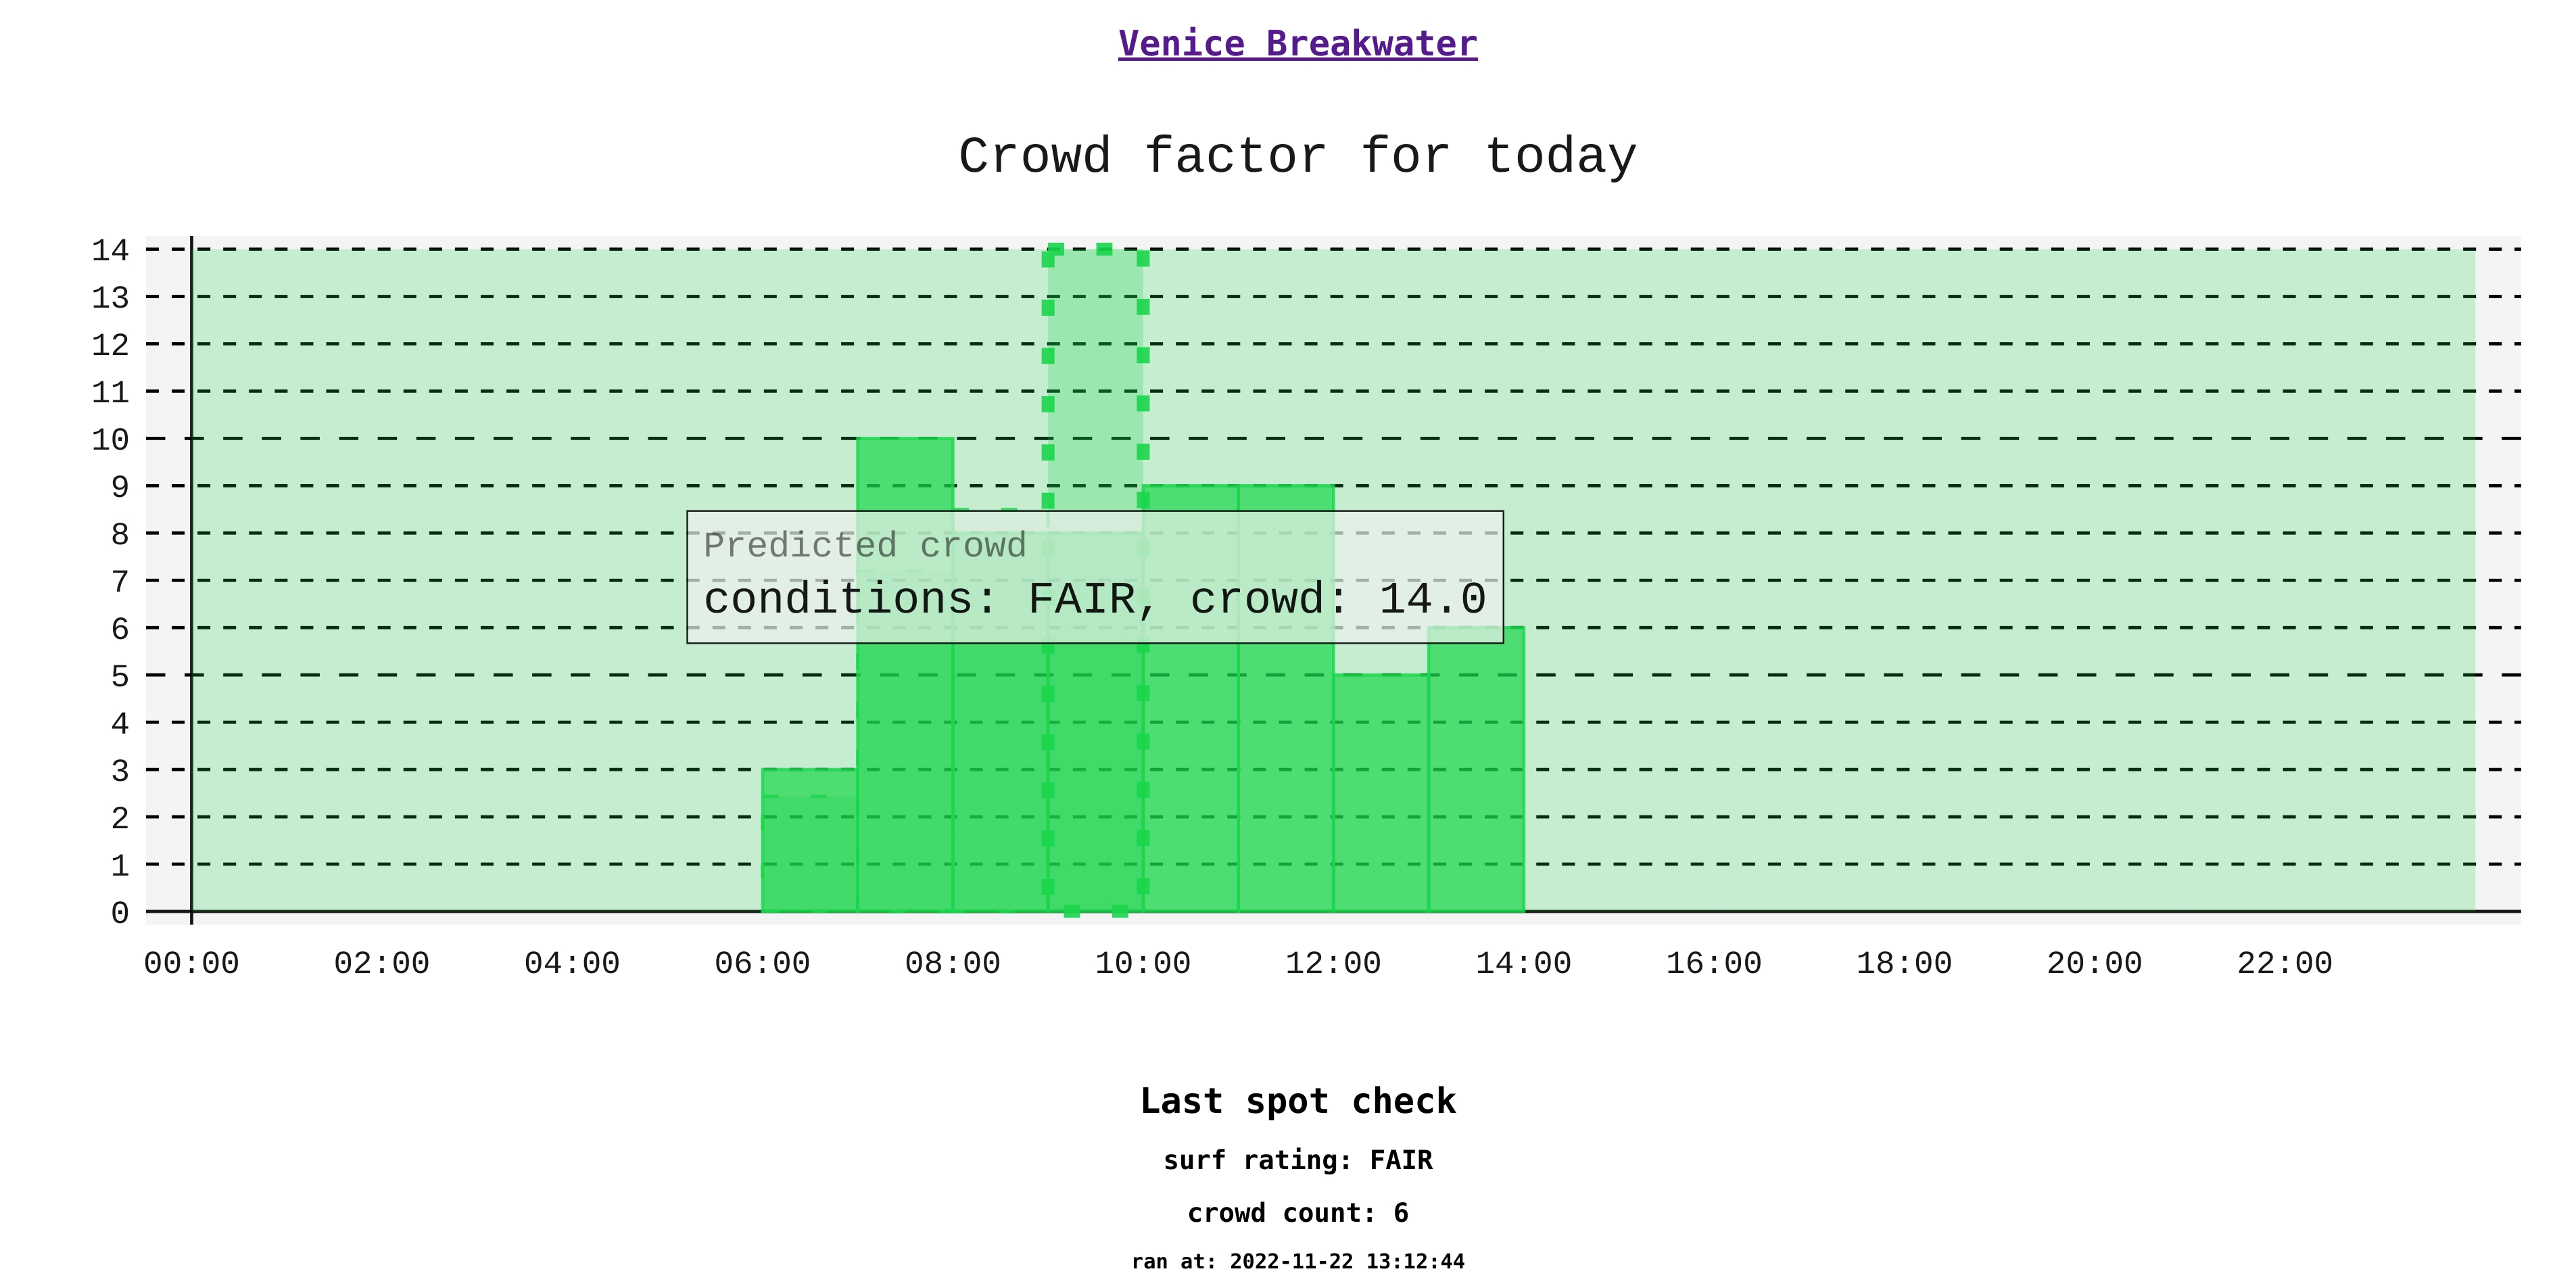 Venice Breakwater
Crowd factor for today
14
13
12
11
10
9
8
7
6
5
4
3
2
1
0
Predicted crowd
conditions: FAIR, crowd: 14.0
00:00 02:00 04:00 06:00 08:00 10:00 12:00 14:00 16:00 18:00 20:00 22:00
Last spot check
surf rating: FAIR
crowd count: 6
ran at: 2022-11-22 13:12:44